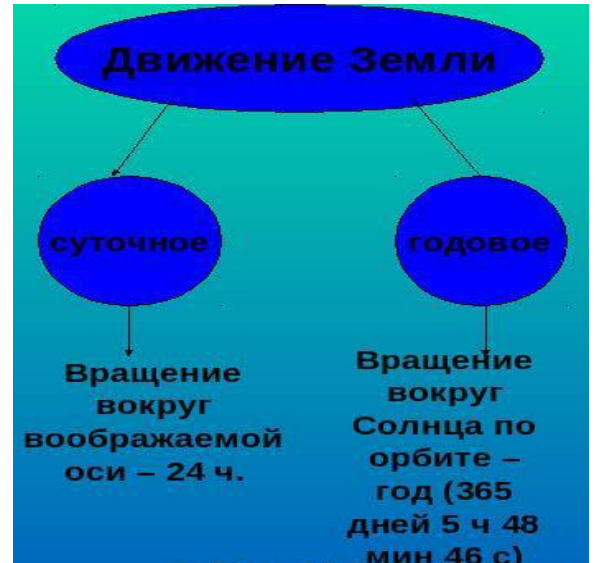 Движение Земли
суточное
годовое
Вращение
вокруг
воображаемой
оси – 24 ч.
Вращение
вокруг
Солнца по
орбите –
год (365
дней 5 ч 48
мин 46 с)